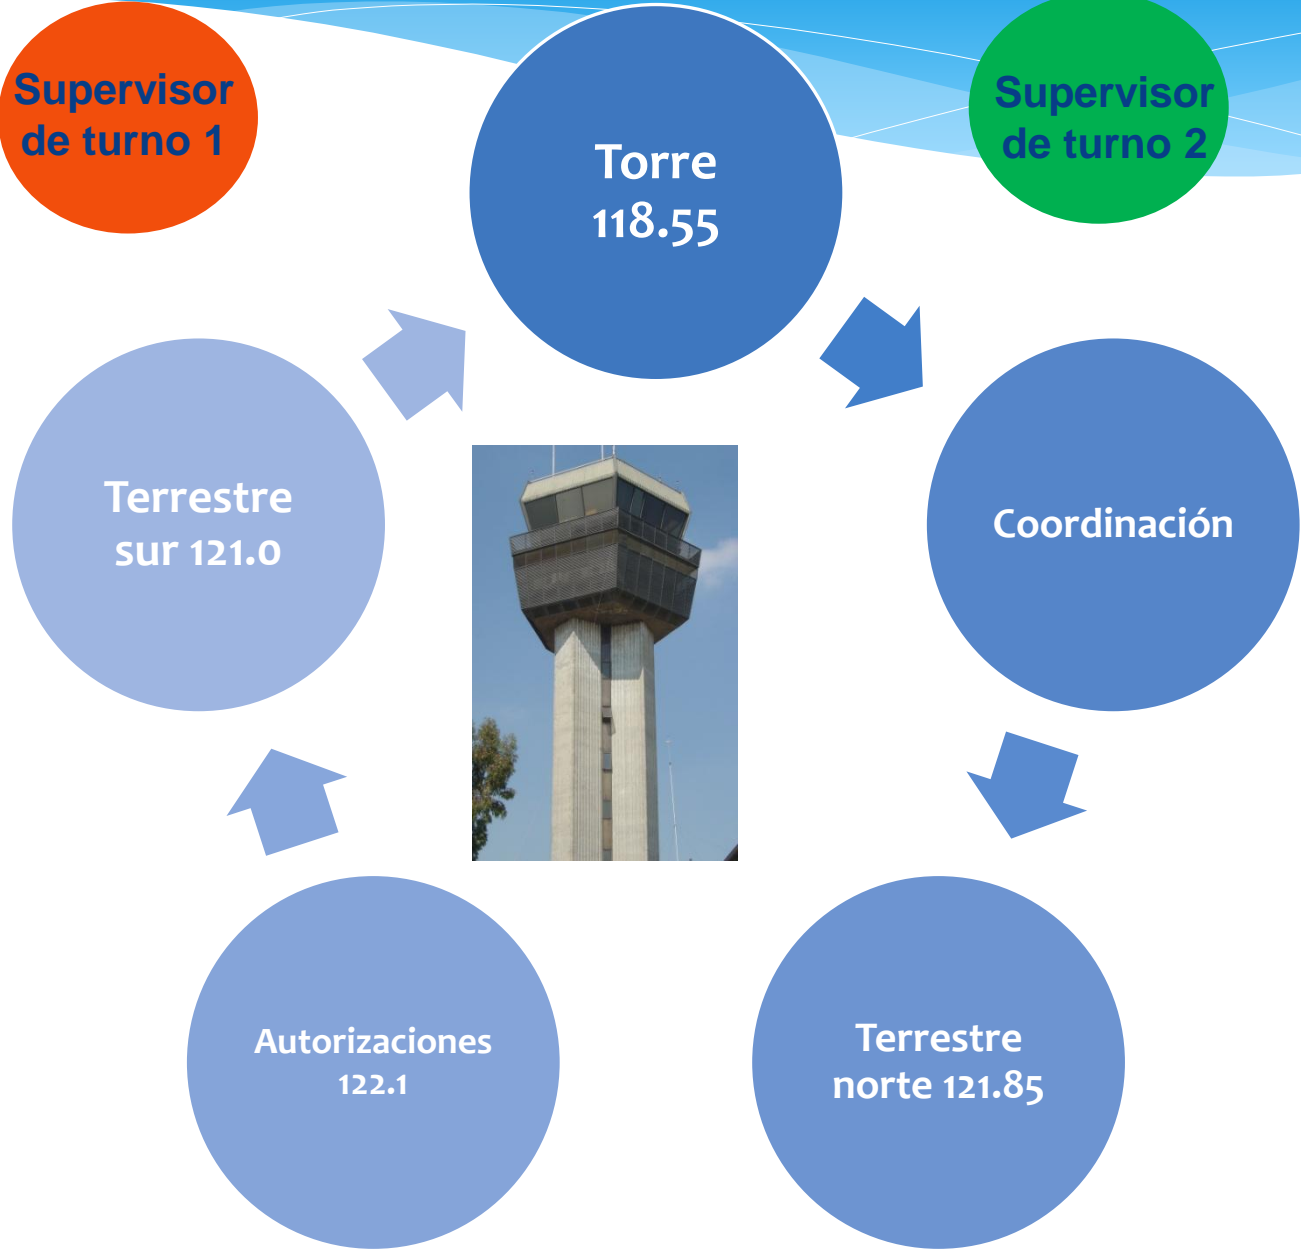 Supervisor
de turno 1
Torre
118.55
Supervisor
de turno 2
Terrestre
sur 121.0
Coordinación
Autorizaciones
122.1
Terrestre
norte 121.85